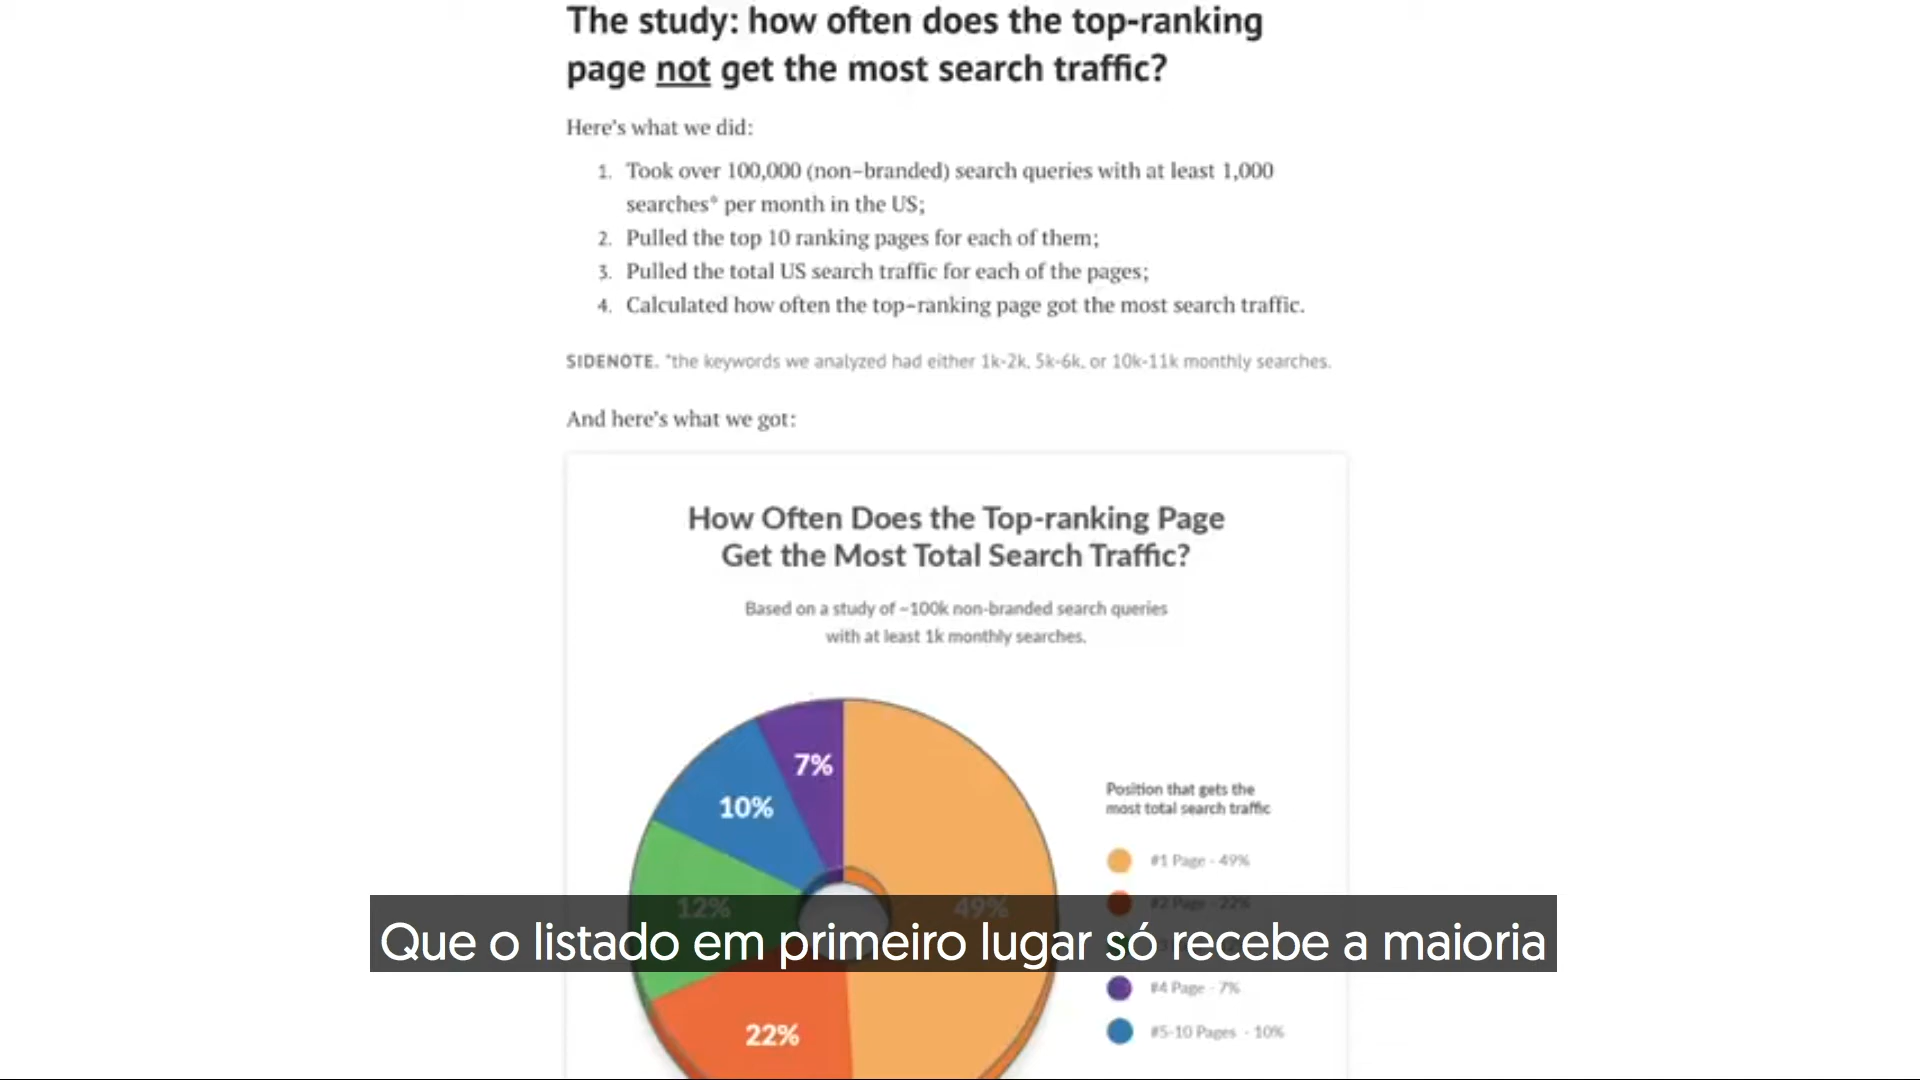 The study: how often does the top-ranking
page not get the most search traffic?
Here's what we did:
1. Took over 100,000 (non-branded) search queries with at least 1,000
searches* per month in the US;
2. Pulled the top 10 ranking pages for each of them;
3. Pulled the total US search traffic for each of the pages;
4. Calculated how often the top-ranking page got the most search traffic.
SIDENOTE. *the keywords we analyzed had either 1k-2k, 5k-6k, or 10k-11k monthly searches.
And here's what we got:
How Often Does the Top-ranking Page
Get the Most Total Search Traffic?
Based on a study of ~100k non-branded search queries
with at least 1k monthly searches.
7%
10%
12%
49%
22%
Position that gets the
most total search traffic
#1 Page - 49%
#2 Page - 22%
#4 Page - 7%
#5-10 Pages - 10%
Que o listado em primeiro lugar só recebe a maioria